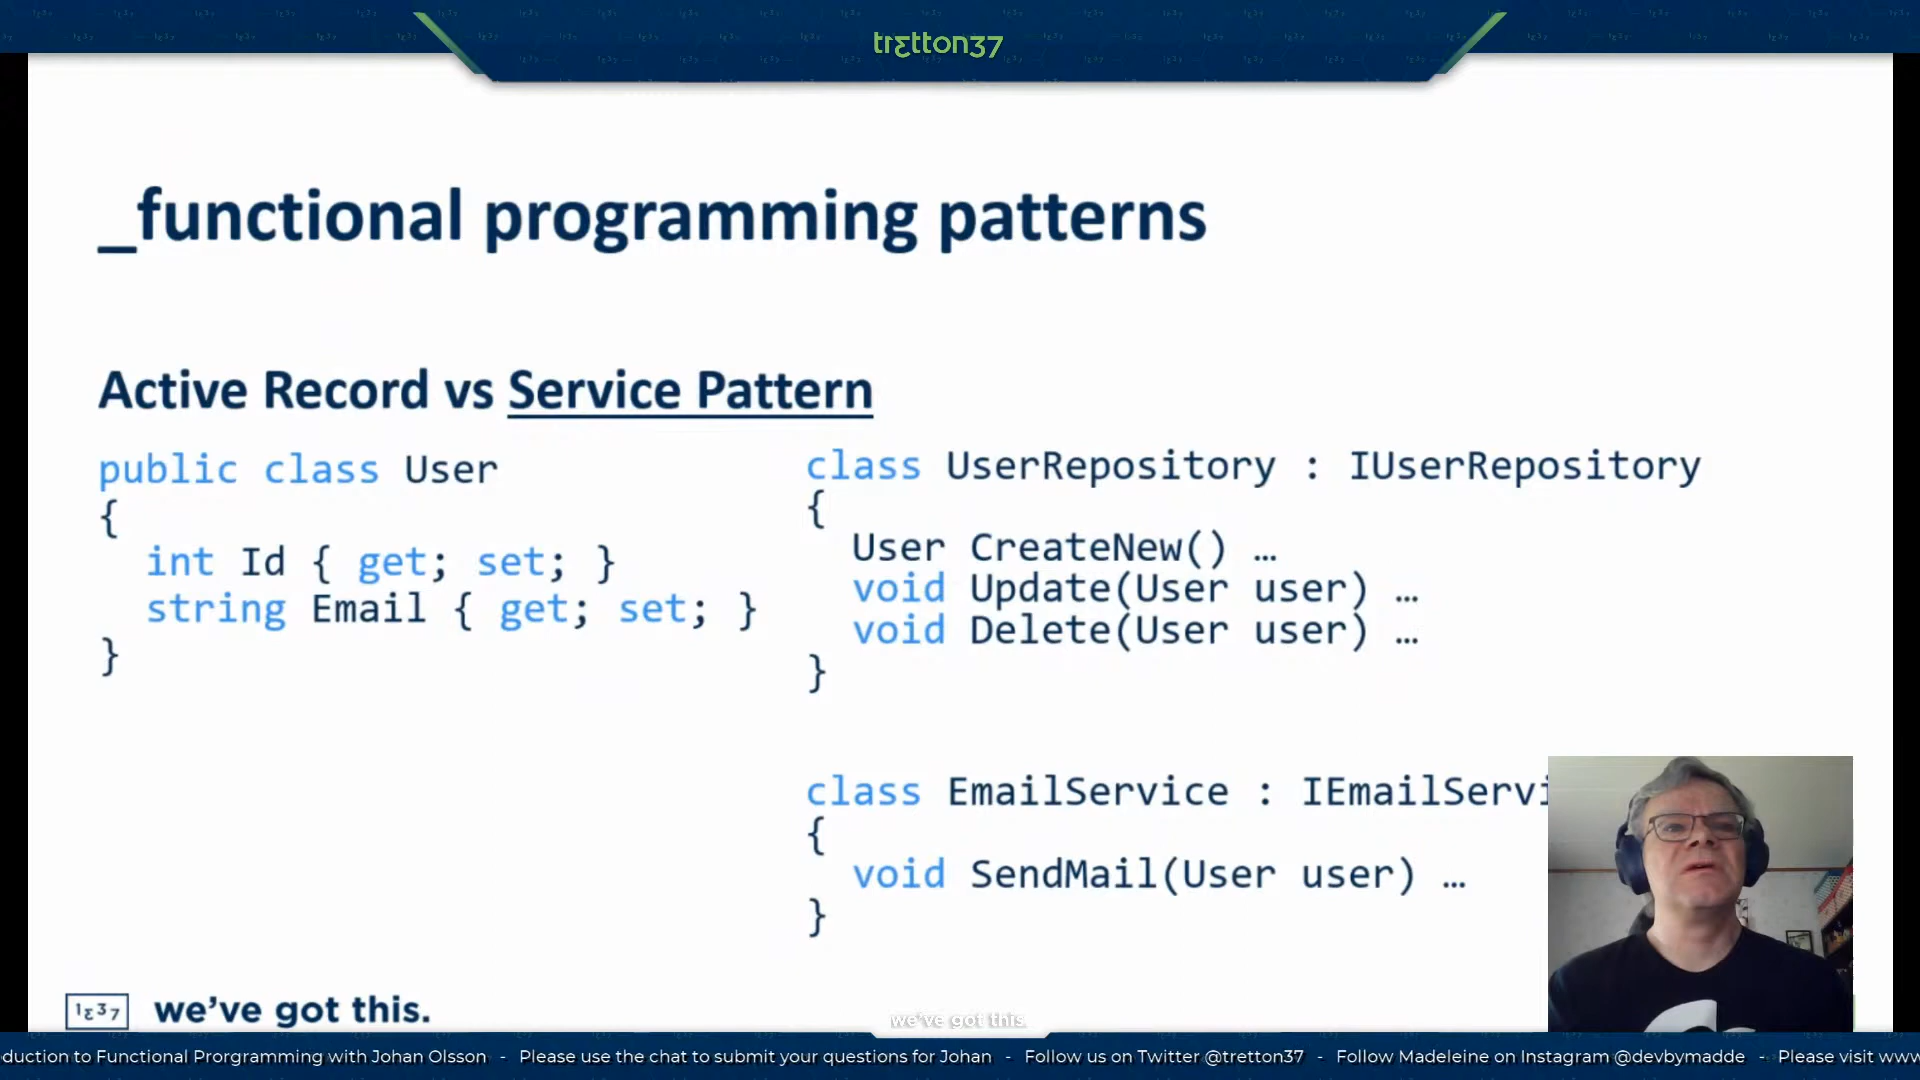 trɛtton37
_functional programming patterns
Active Record vs Service Pattern
public class User
{
int Id { get; set; }
string Email { get; set; }
}
class UserRepository : IUserRepository
{
User CreateNew() …
void Update(User user) …
void Delete(User user) …
}
class EmailService : IEmailServi
{
void SendMail(User user) …
}
1ɛ37 we've got this.
we've got this.
duction to Functional Prorgramming with Johan Olsson - Please use the chat to submit your questions for Johan - Follow us on Twitter @tretton37 - Follow Madeleine on Instagram @devbymadde - Please visit www